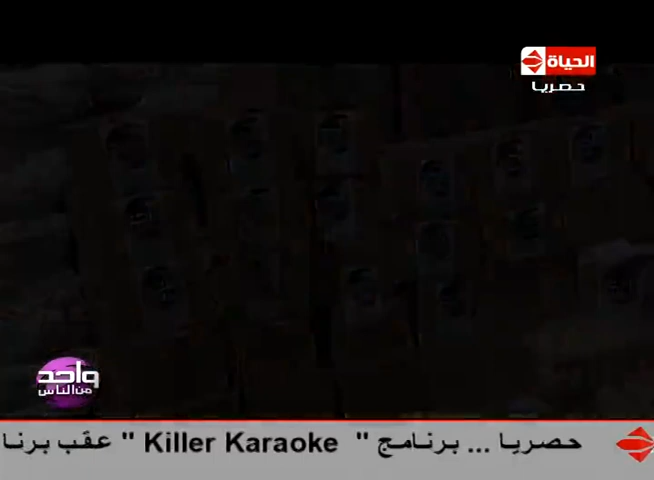 الحياة
حصريا
واحد
من الناس
حصريا ... برنامج " Killer Karaoke " عقب برنا